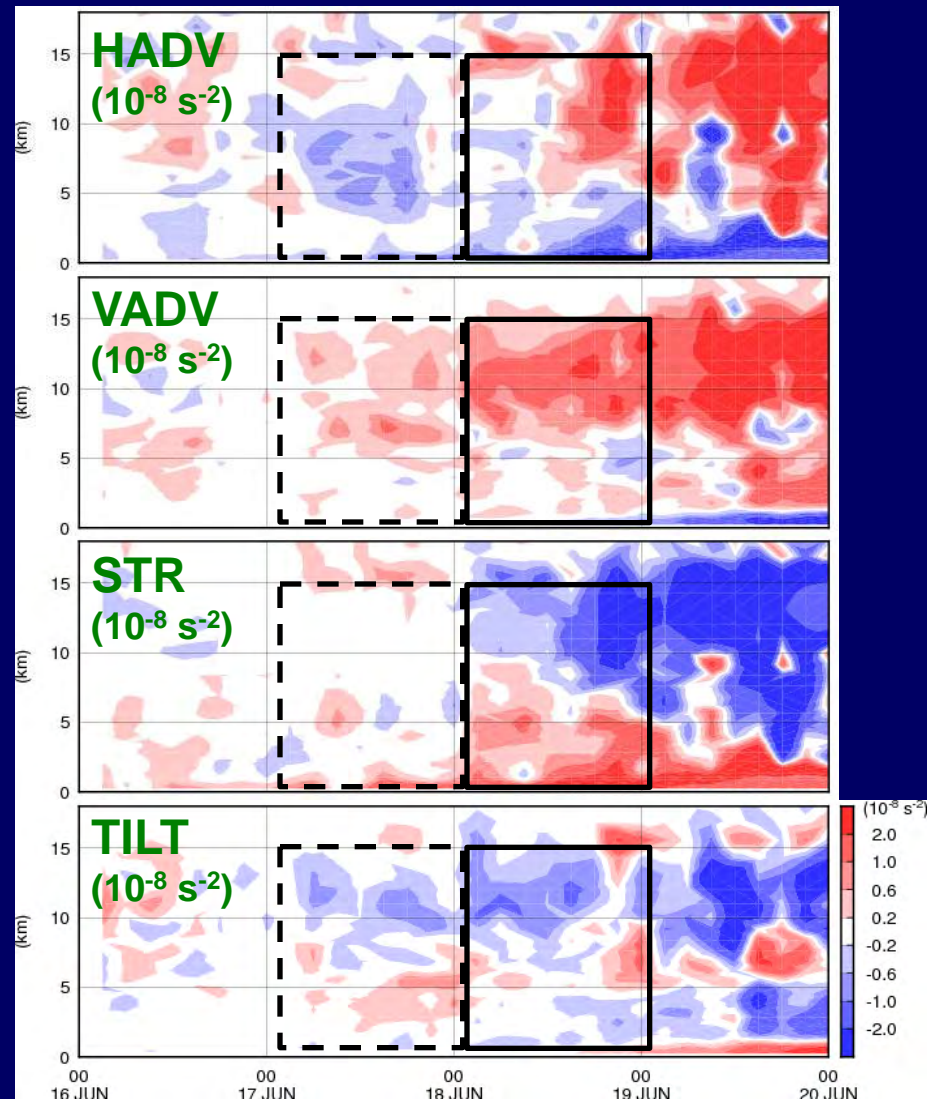 HADV
(10⁻⁸ s⁻²)
15
10
5
0
(km)
VADV
(10⁻⁸ s⁻²)
15
10
5
0
(km)
STR
(10⁻⁸ s⁻²)
15
10
5
0
(km)
TILT
(10⁻⁸ s⁻²)
15
10
5
0
(km)
(10⁻⁸ s⁻²)
2.0
1.0
0.6
0.2
-0.2
-0.6
-1.0
-2.0
00 00 00 00 00
16 JUN 17 JUN 18 JUN 19 JUN 20 JUN